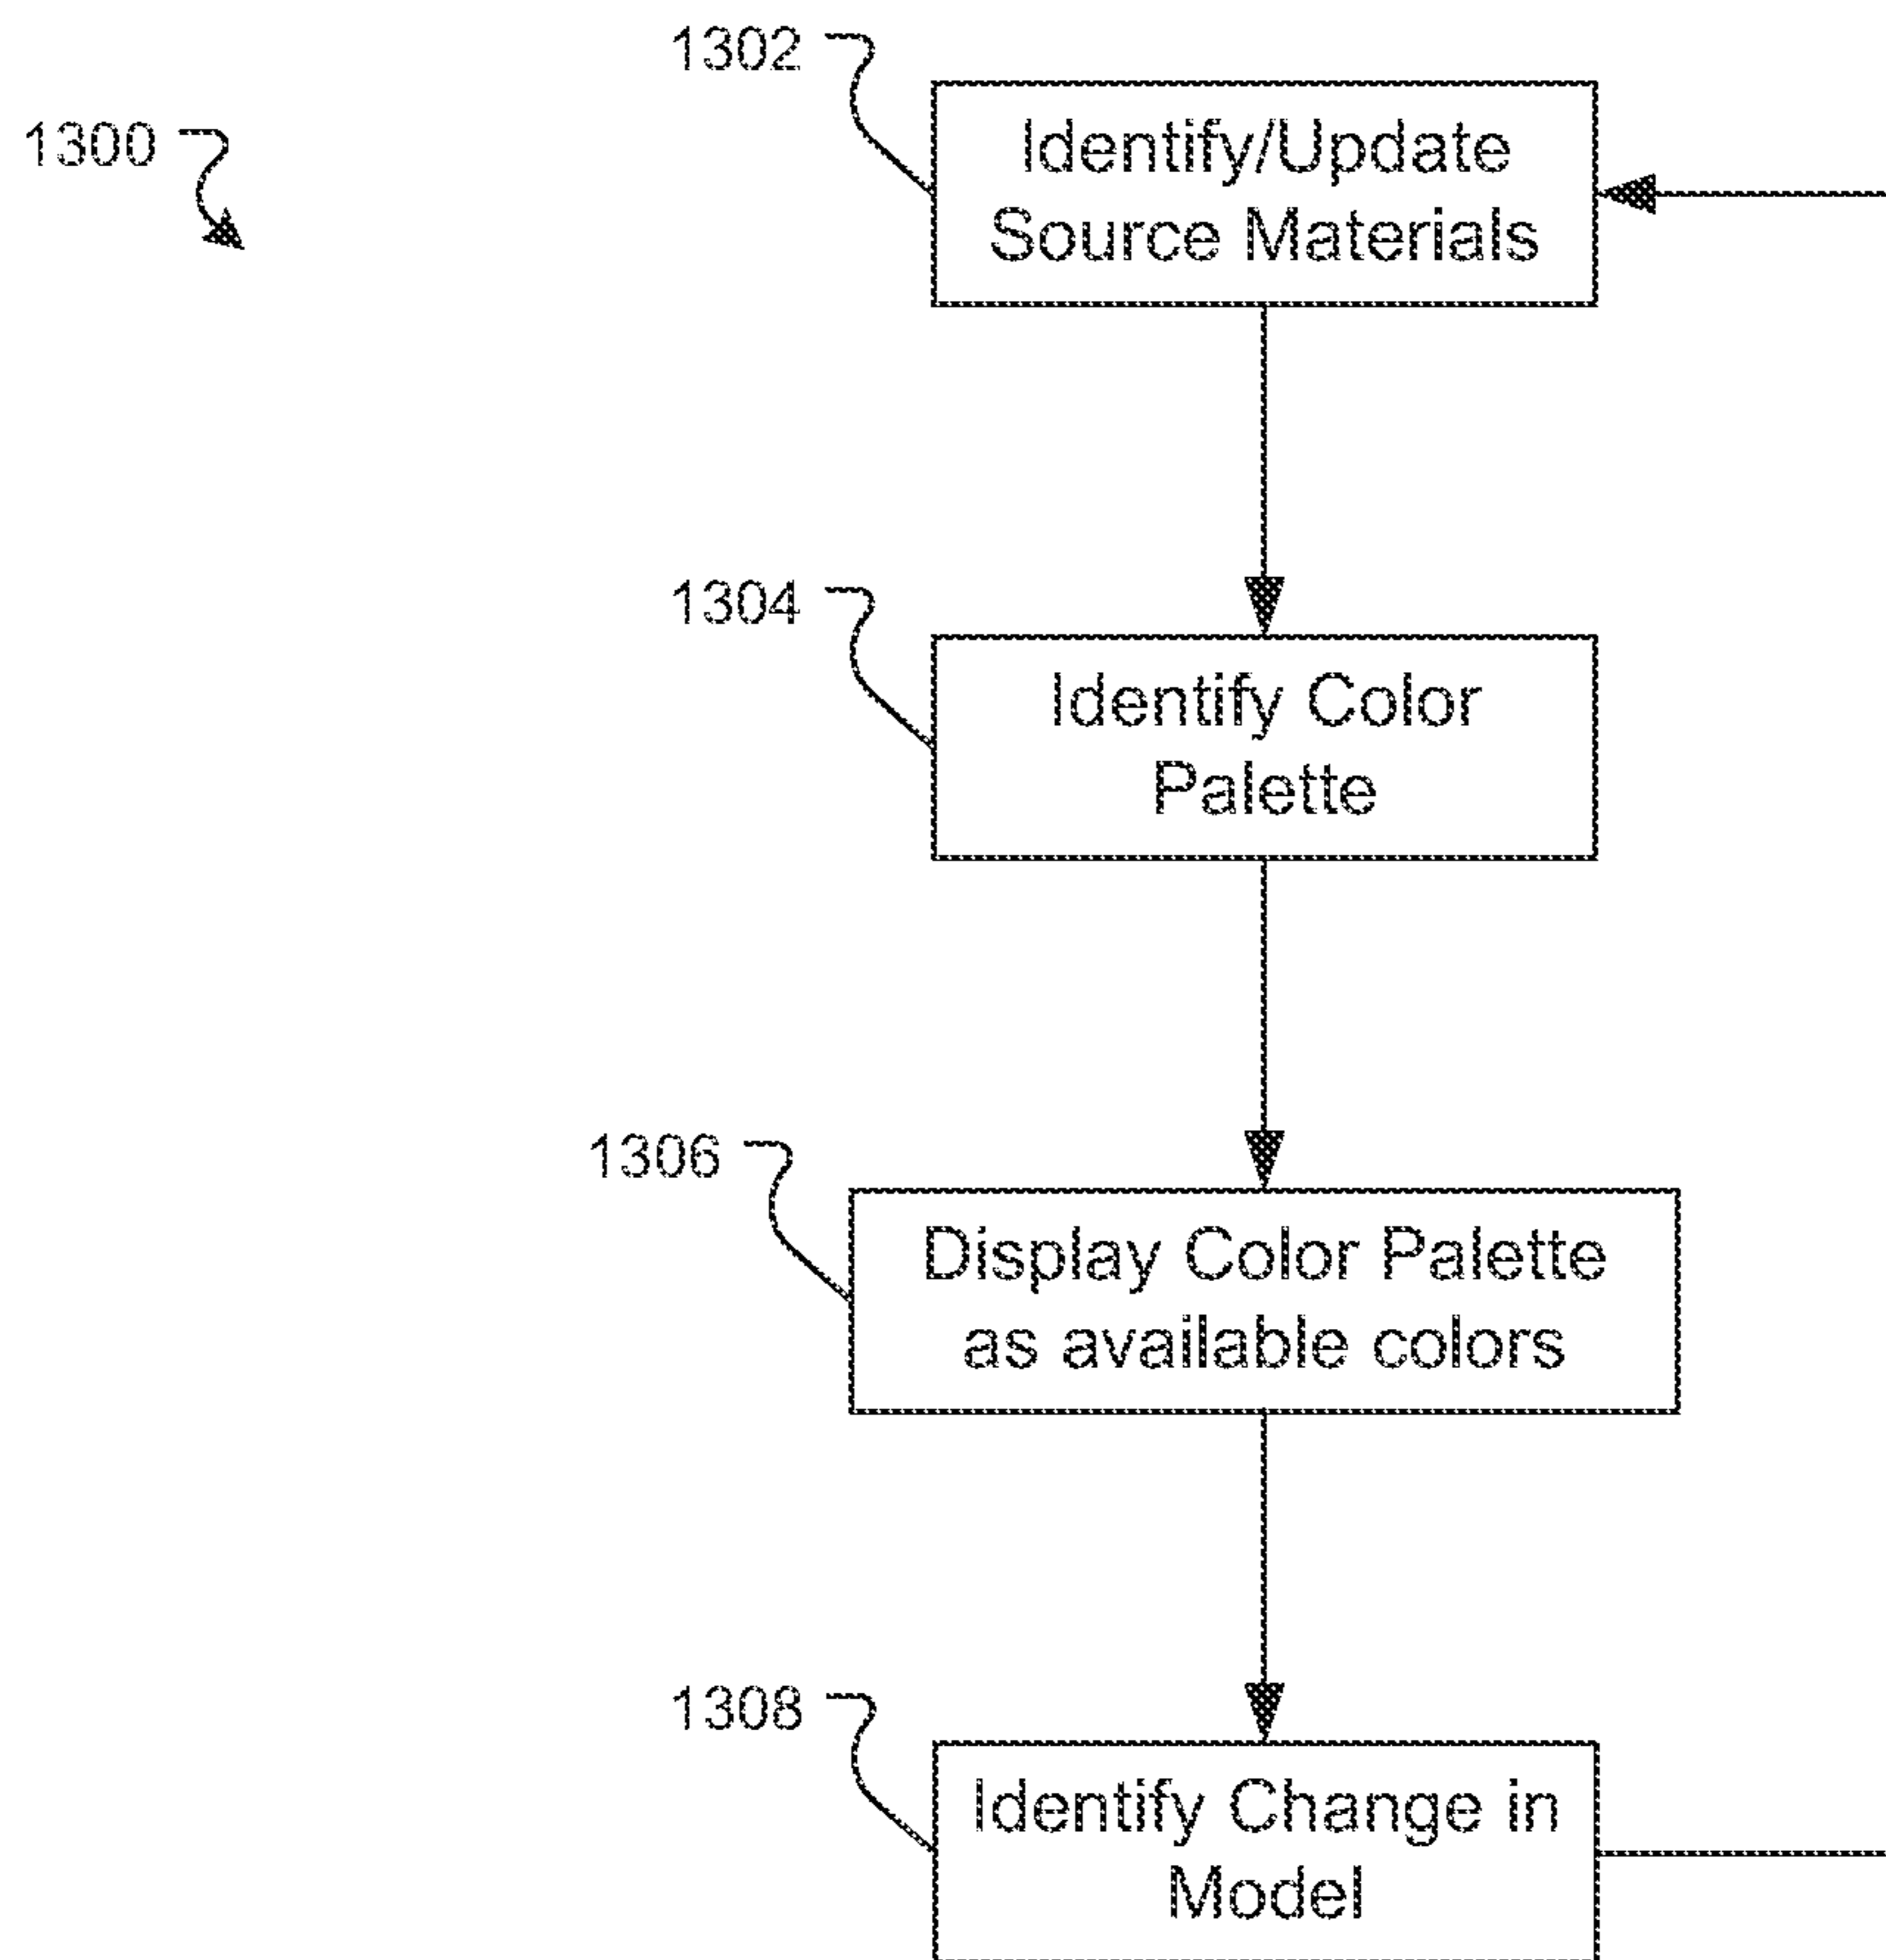 1302
1300
Identify/Update
Source Materials
1304
Identify Color
Palette
1306
Display Color Palette
as available colors
1308
Identify Change in
Model